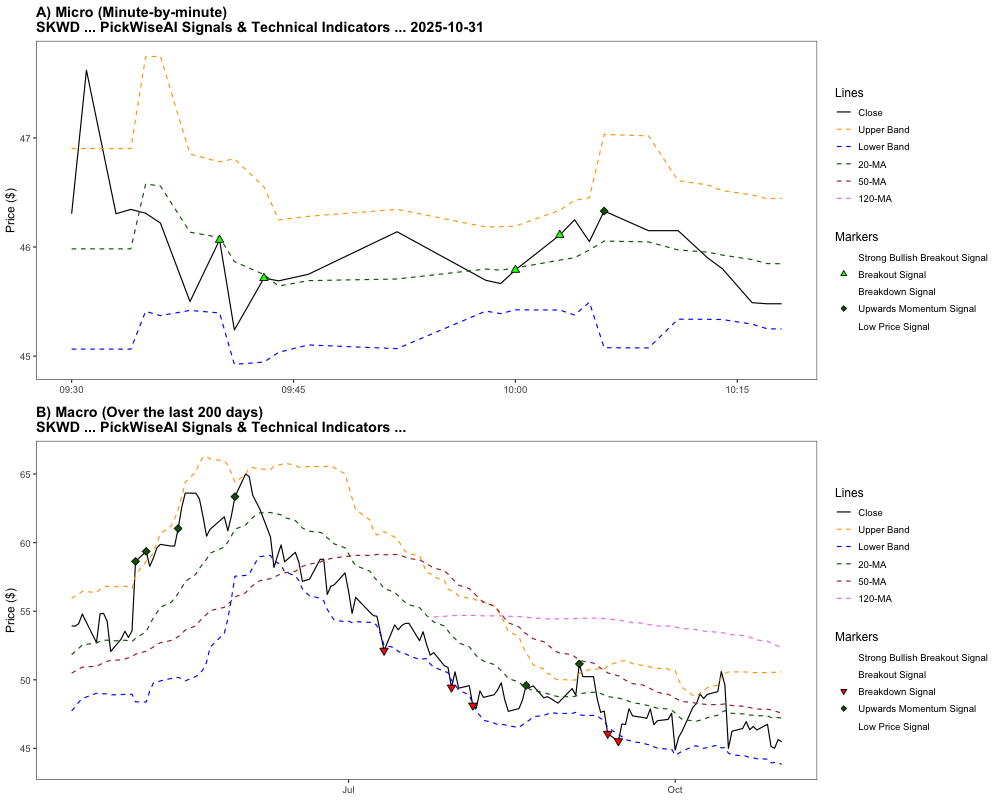 A) Micro (Minute-by-minute)
SKWD ... PickWiseAI Signals & Technical Indicators ... 2025-10-31
Price ($)
47
46
45
09:30
09:45
10:00
10:15
Lines
Close
Upper Band
Lower Band
20-MA
50-MA
120-MA
Markers
Strong Bullish Breakout Signal
Breakout Signal
Breakdown Signal
Upwards Momentum Signal
Low Price Signal
B) Macro (Over the last 200 days)
SKWD ... PickWiseAI Signals & Technical Indicators ...
Price ($)
65
60
55
50
45
Jul
Oct
Lines
Close
Upper Band
Lower Band
20-MA
50-MA
120-MA
Markers
Strong Bullish Breakout Signal
Breakout Signal
Breakdown Signal
Upwards Momentum Signal
Low Price Signal